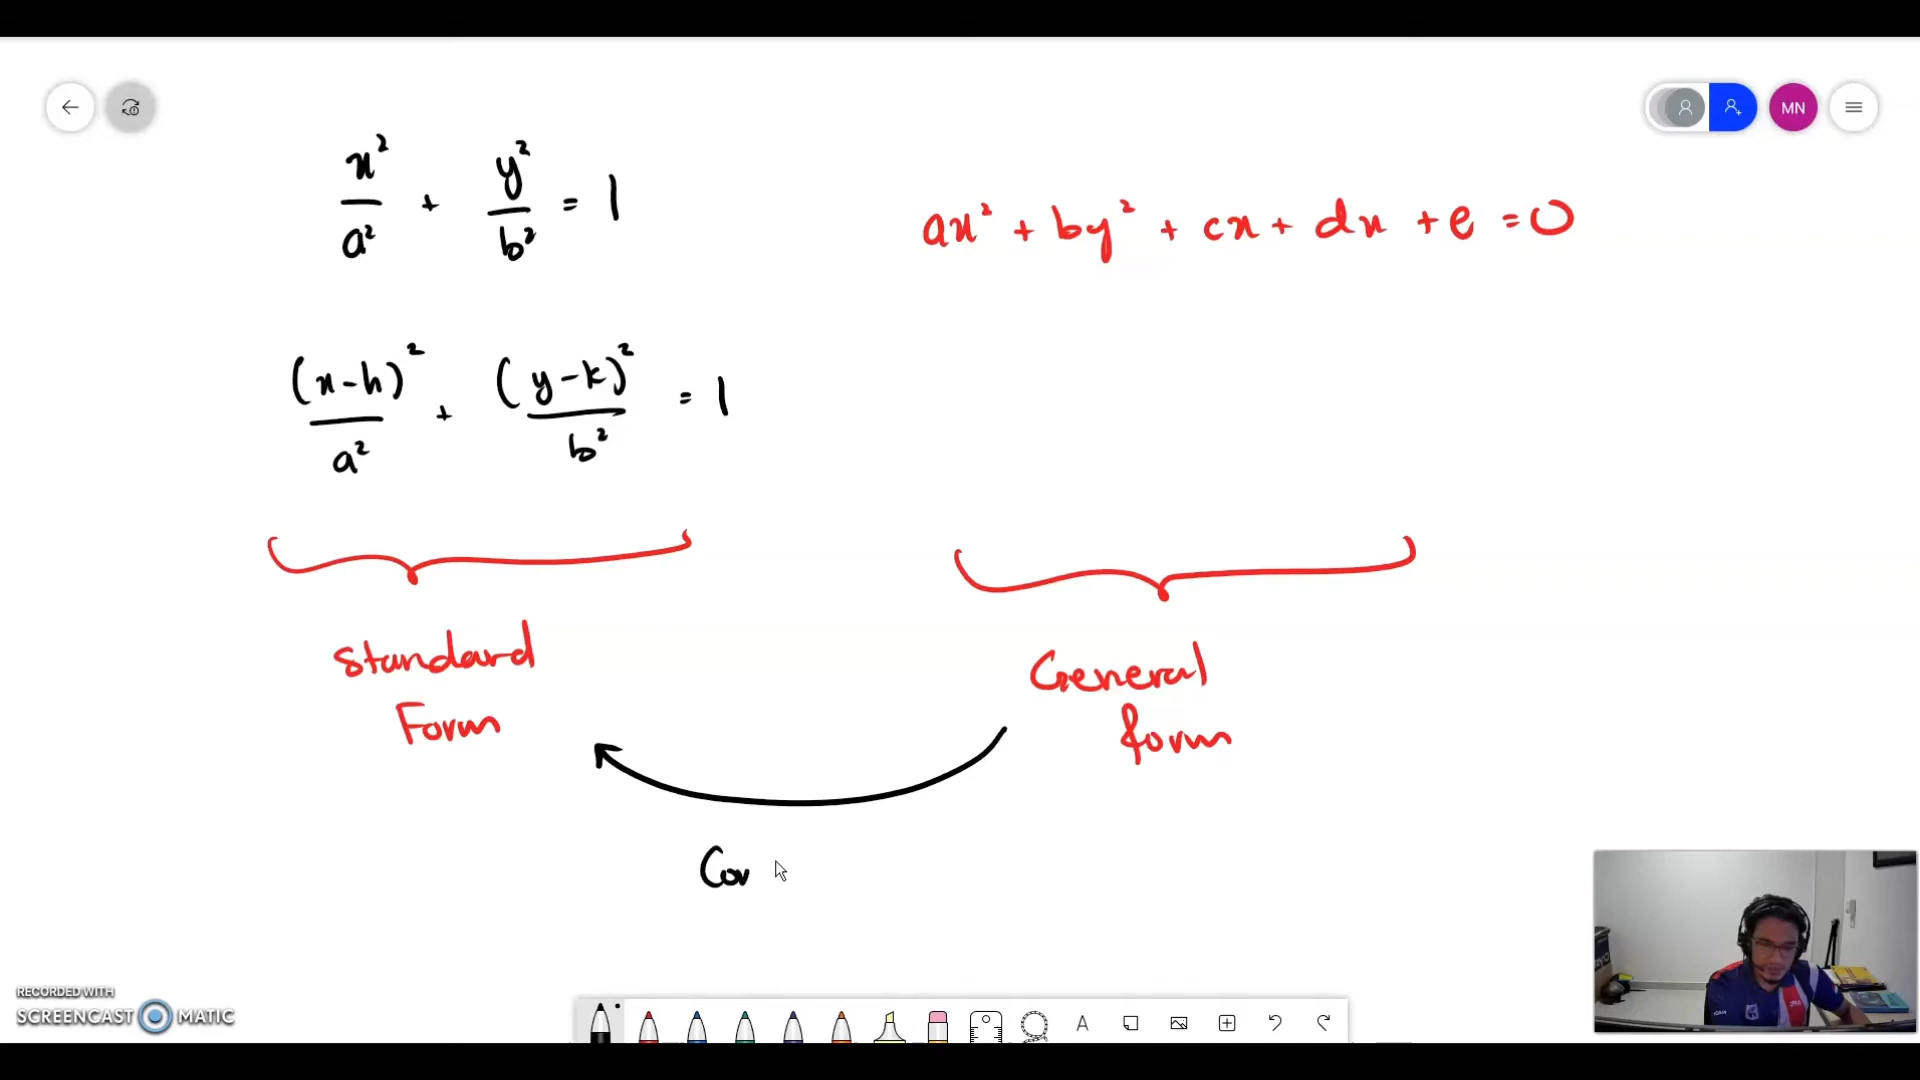 MN
x²/a² + y²/b² = 1
ax² + by² + cx + dx + e = 0
(x-h)²/a² + (y-k)²/b² = 1
Standard
Form
General
form
Con
RECORDED WITH
SCREENCAST MATIC
A